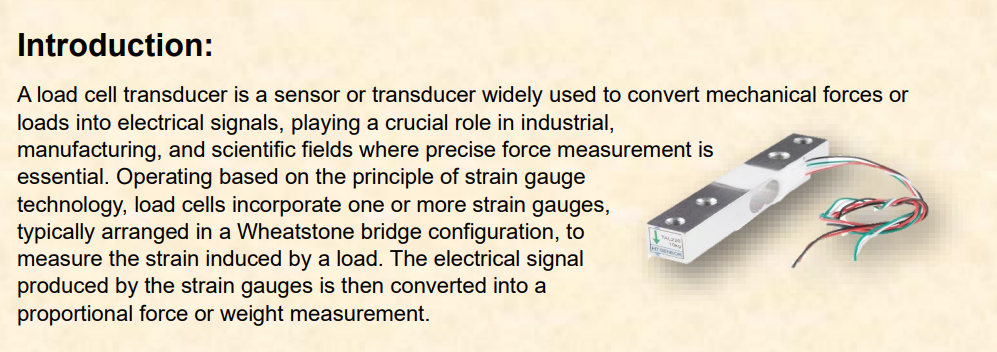 Introduction:
A load cell transducer is a sensor or transducer widely used to convert mechanical forces or
loads into electrical signals, playing a crucial role in industrial,
manufacturing, and scientific fields where precise force measurement is
essential. Operating based on the principle of strain gauge
technology, load cells incorporate one or more strain gauges,
typically arranged in a Wheatstone bridge configuration, to
measure the strain induced by a load. The electrical signal
produced by the strain gauges is then converted into a
proportional force or weight measurement.
TAL220
10kg
HT SENSOR